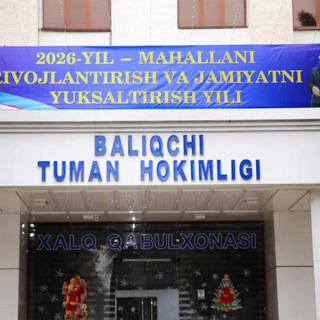 2026-YIL – MAHALLANI
RIVOJLANTIRISH VA JAMIYATNI
YUKSALTIRISH YILI
BALIQCHI
TUMAN HOKIMLIGI
XALQ QABULXONASI